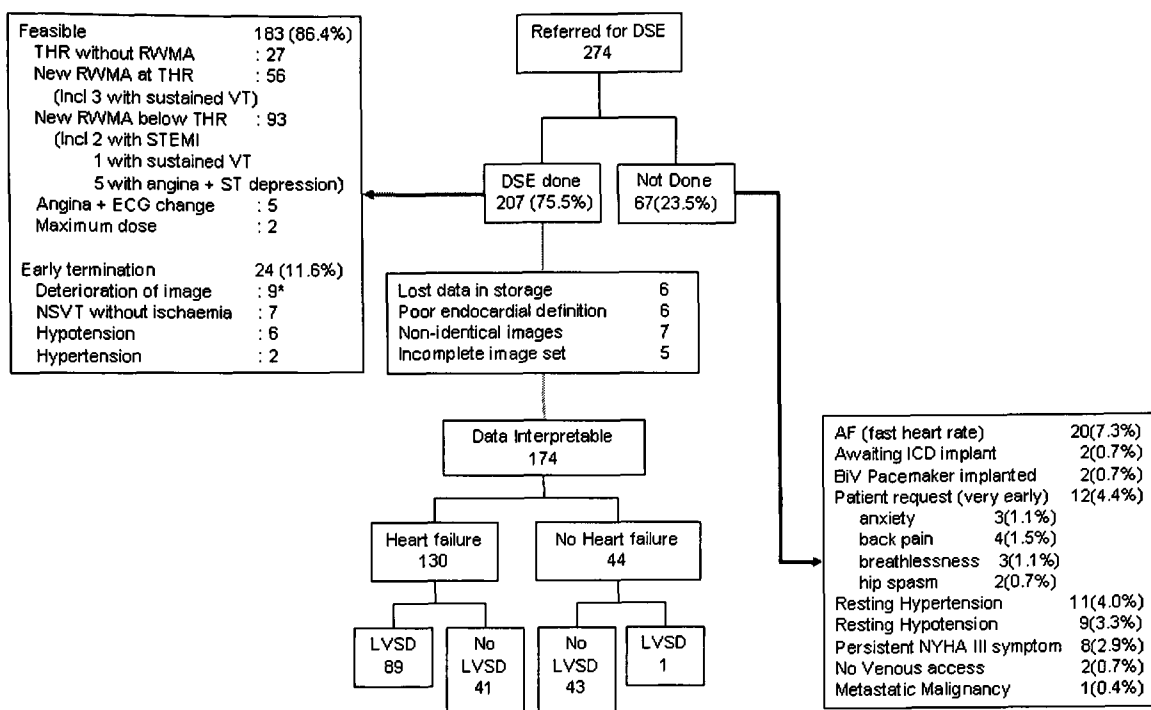 Referred for DSE
274
Feasible 183 (86.4%)
THR without RWMA : 27
New RWMA at THR : 56
(Incl 3 with sustained VT)
New RWMA below THR : 93
(Incl 2 with STEMI
1 with sustained VT
5 with angina + ST depression)
Angina + ECG change : 5
Maximum dose : 2
Early termination 24 (11.6%)
Deterioration of image : 9*
NSVT without ischaemia : 7
Hypotension : 6
Hypertension : 2
DSE done
207 (75.5%)
Not Done
67(23.5%)
Lost data in storage 6
Poor endocardial definition 6
Non-identical images 7
Incomplete image set 5
Data Interpretable
174
Heart failure
130
No Heart failure
44
LVSD
89
No
LVSD
41
No
LVSD
43
LVSD
1
AF (fast heart rate) 20(7.3%)
Awaiting ICD implant 2(0.7%)
BiV Pacemaker implanted 2(0.7%)
Patient request (very early) 12(4.4%)
anxiety 3(1.1%)
back pain 4(1.5%)
breathlessness 3(1.1%)
hip spasm 2(0.7%)
Resting Hypertension 11(4.0%)
Resting Hypotension 9(3.3%)
Persistent NYHA III symptom 8(2.9%)
No Venous access 2(0.7%)
Metastatic Malignancy 1(0.4%)